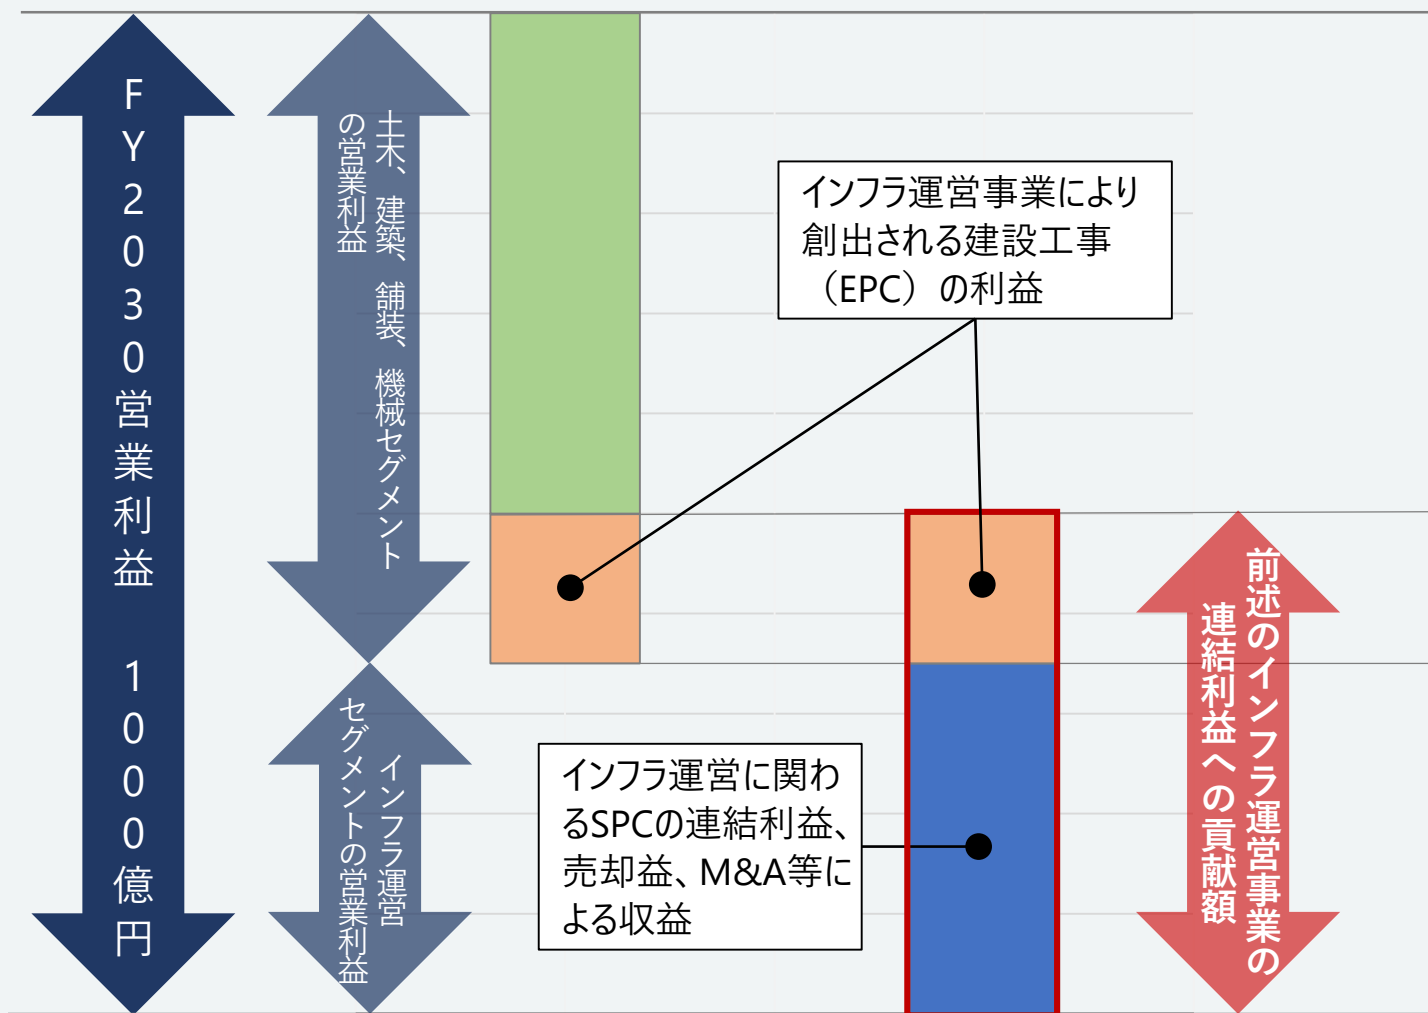 FY2030営業利益　1000億円
土木、建築、舗装、機械セグメント
の営業利益
インフラ運営
セグメントの営業利益
インフラ運営事業により
創出される建設工事
（EPC）の利益
インフラ運営に関わ
るSPCの連結利益、
売却益、M&A等に
よる収益
前述のインフラ運営事業の
連結利益への貢献額